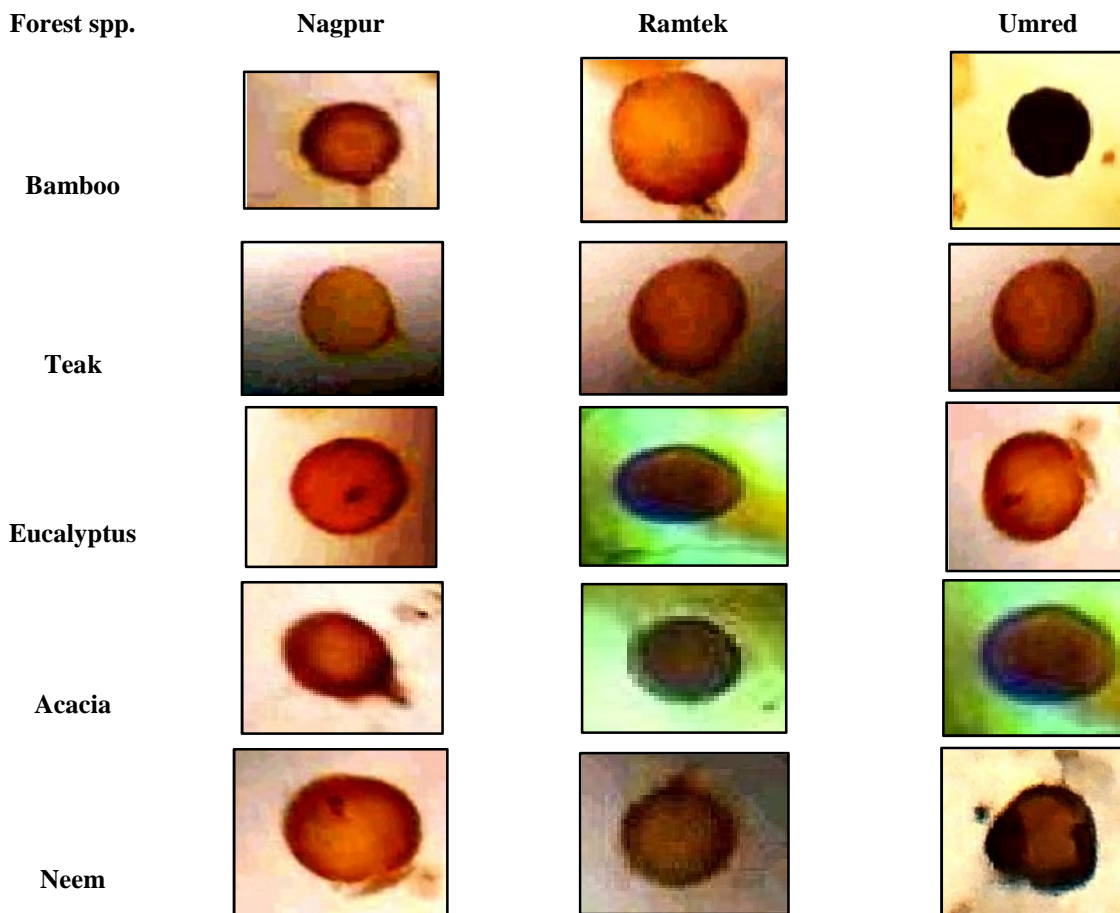 Forest spp. Nagpur Ramtek Umred
Bamboo
Teak
Eucalyptus
Acacia
Neem